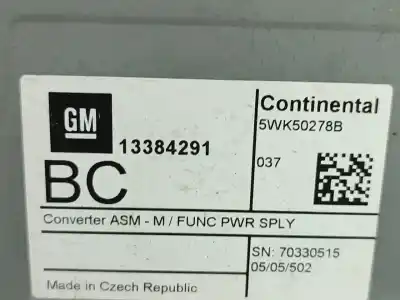 GM
13384291
Continental
5WK50278B
037
BC
Converter ASM - M / FUNC PWR SPLY
SN: 70330515
05/05/502
Made in Czech Republic